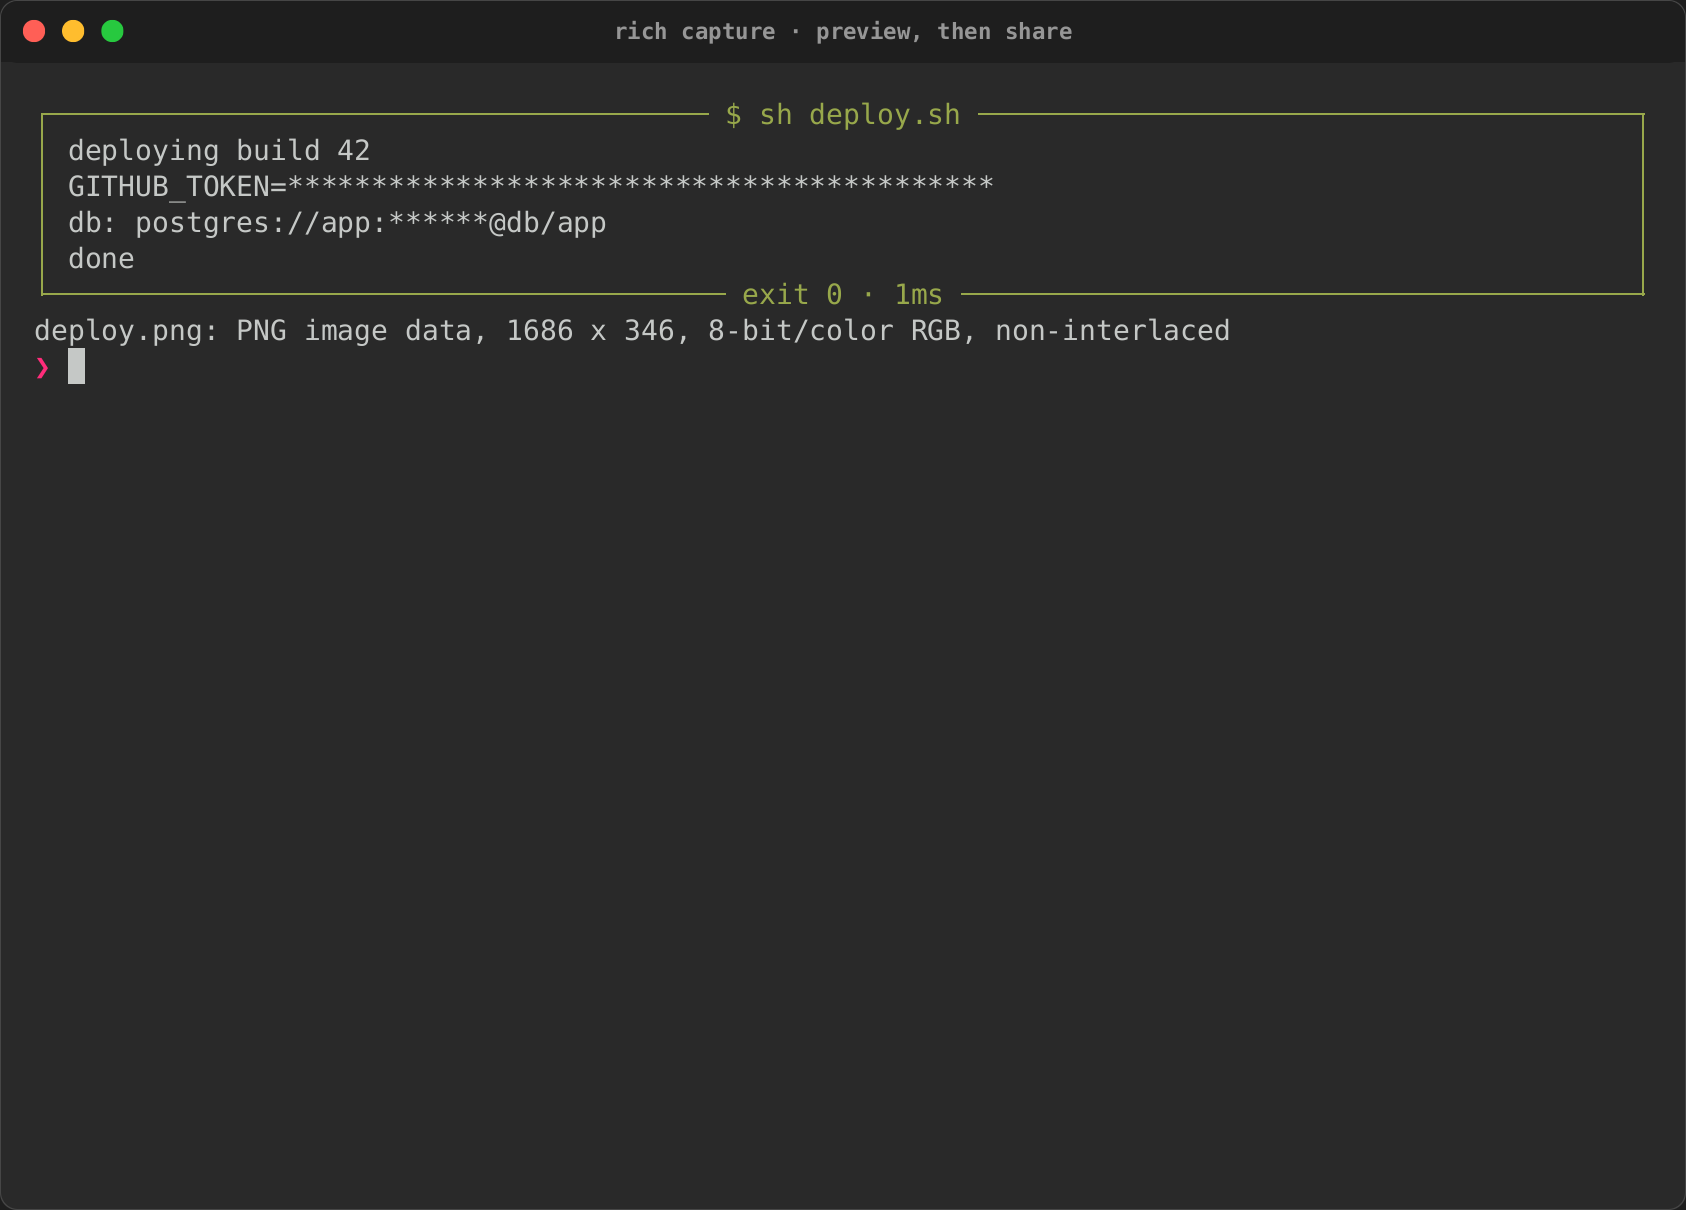 rich capture · preview, then share
$ sh deploy.sh
deploying build 42
GITHUB_TOKEN=******************************************
db: postgres://app:******@db/app
done
exit 0 · 1ms
deploy.png: PNG image data, 1686 x 346, 8-bit/color RGB, non-interlaced
❯